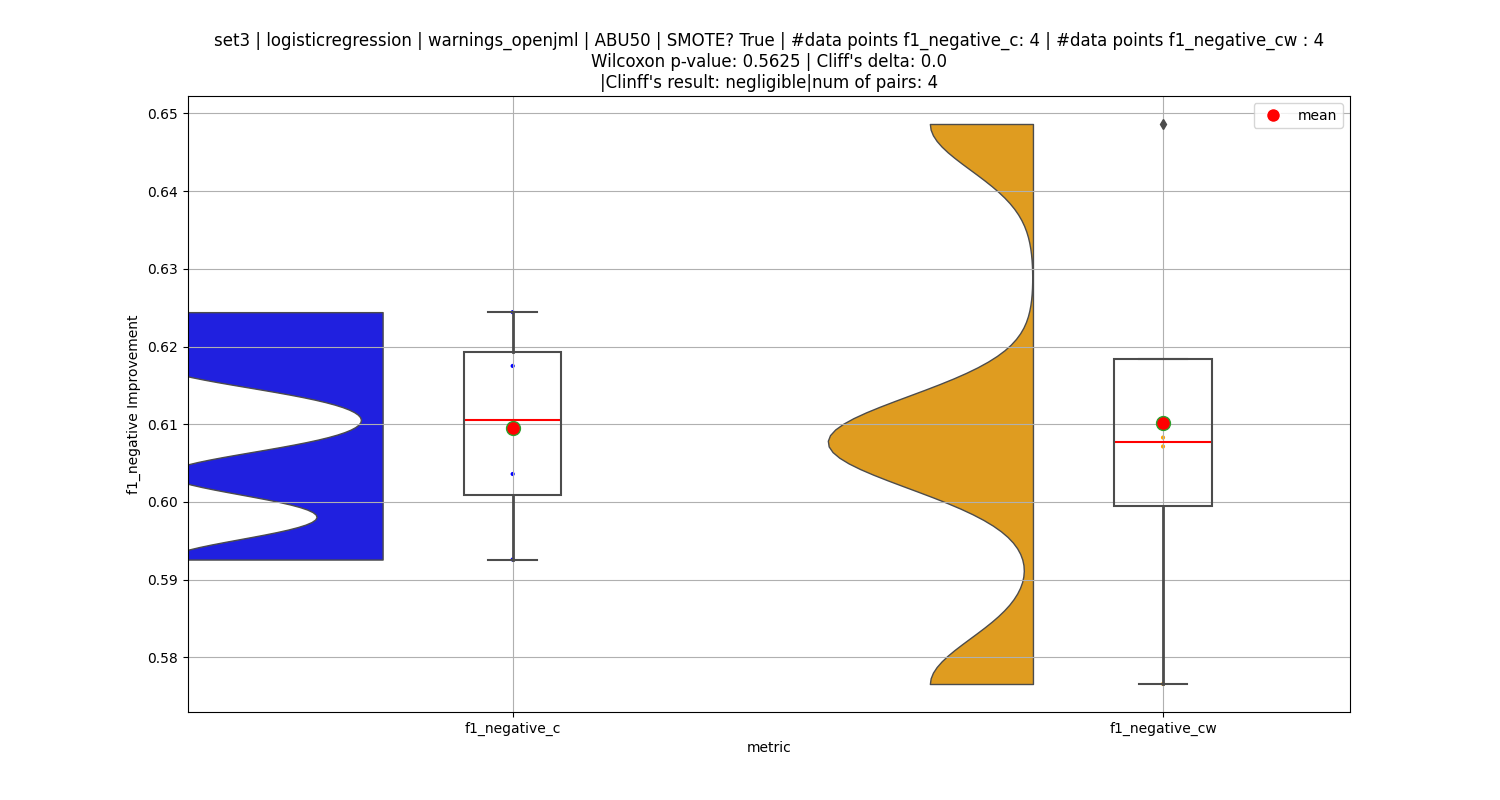 set3 | logisticregression | warnings_openjml | ABU50 | SMOTE? True | #data points f1_negative_c: 4 | #data points f1_negative_cw : 4
Wilcoxon p-value: 0.5625 | Cliff's delta: 0.0
|Clinff's result: negligible|num of pairs: 4
mean
0.65
0.64
0.63
0.62
0.61
0.60
0.59
0.58
f1_negative Improvement
f1_negative_c
f1_negative_cw
metric